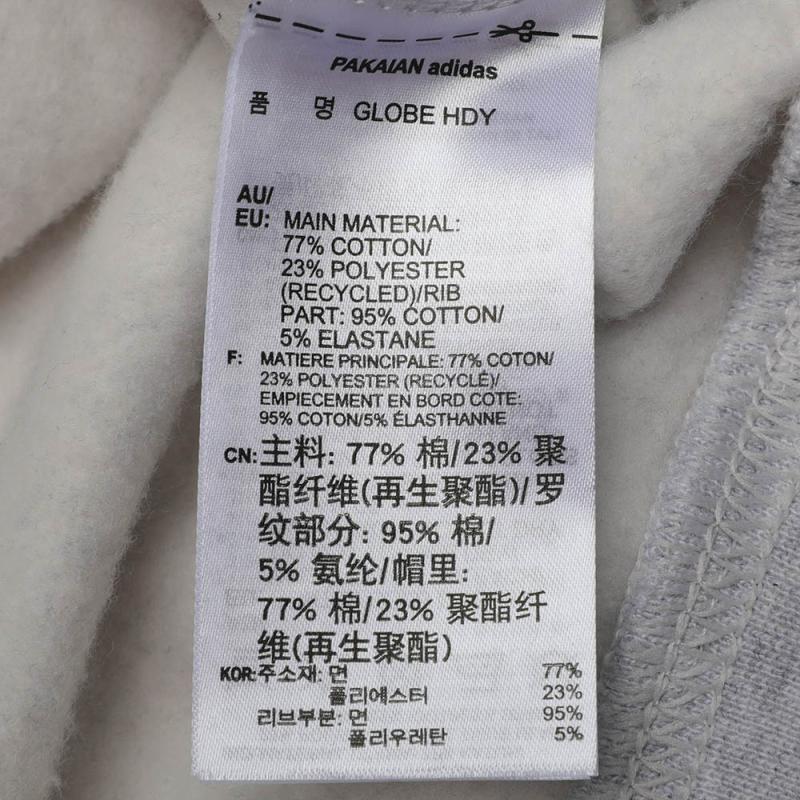 PAKAIAN adidas
품 명 GLOBE HDY
AU/
EU: MAIN MATERIAL:
77% COTTON/
23% POLYESTER
(RECYCLED)/RIB
PART: 95% COTTON/
5% ELASTANE
F: MATIERE PRINCIPALE: 77% COTON/
23% POLYESTER (RECYCLÉ)/
EMPIECEMENT EN BORD COTE:
95% COTON/5% ÉLASTHANNE
CN:主料: 77% 棉/23% 聚
酯纤维(再生聚酯)/罗
纹部分: 95% 棉/
5% 氨纶/帽里:
77% 棉/23% 聚酯纤
维(再生聚酯)
KOR:주소재: 면 77%
폴리에스터 23%
리브부분: 면 95%
폴리우레탄 5%